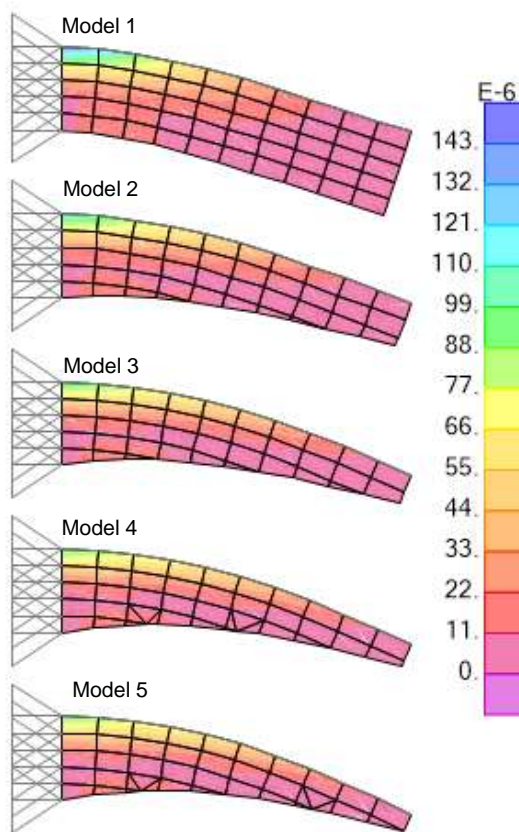 Model 1
E-6
143.
132.
Model 2
121.
110.
99.
88.
Model 3
77.
66.
55.
44.
Model 4
33.
22.
11.
0.
Model 5